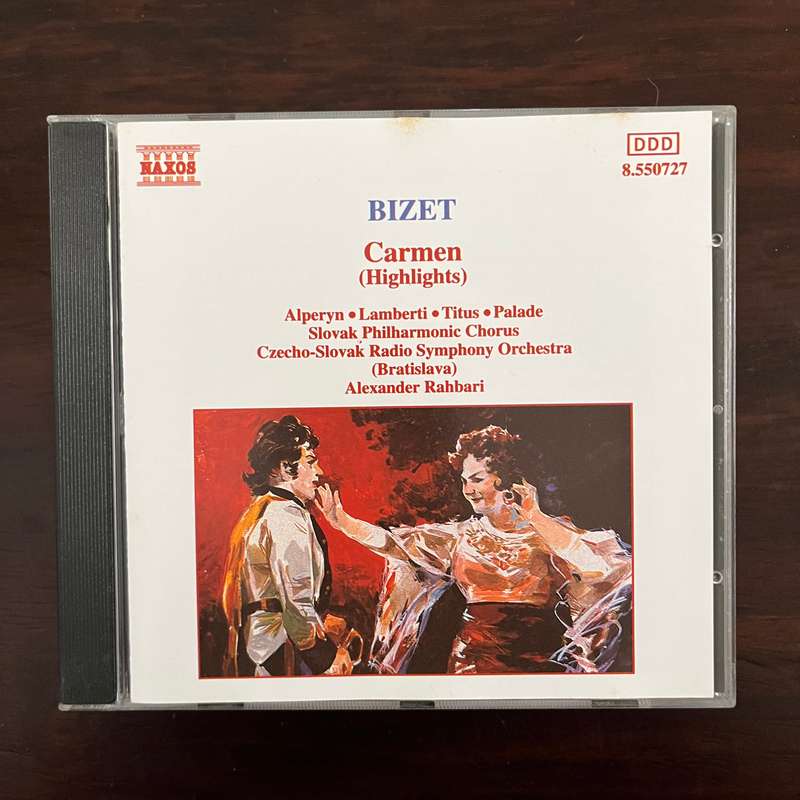 NAXOS
DDD
8.550727
BIZET
Carmen
(Highlights)
Alperyn • Lamberti • Titus • Palade
Slovak Philharmonic Chorus
Czecho-Slovak Radio Symphony Orchestra
(Bratislava)
Alexander Rahbari